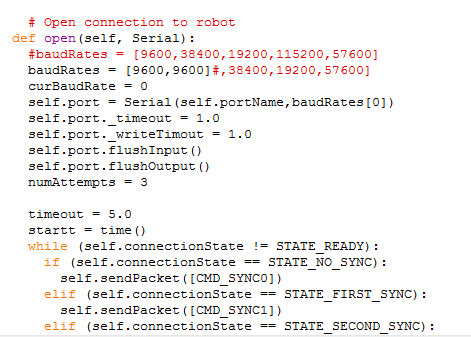 # Open connection to robot
def open(self, Serial):
#baudRates = [9600,38400,19200,115200,57600]
baudRates = [9600,9600]#,38400,19200,57600]
curBaudRate = 0
self.port = Serial(self.portName,baudRates[0])
self.port._timeout = 1.0
self.port._writeTimout = 1.0
self.port.flushInput()
self.port.flushOutput()
numAttempts = 3
timeout = 5.0
startt = time()
while (self.connectionState != STATE_READY):
if (self.connectionState == STATE_NO_SYNC):
self.sendPacket([CMD_SYNC0])
elif (self.connectionState == STATE_FIRST_SYNC):
self.sendPacket([CMD_SYNC1])
elif (self.connectionState == STATE_SECOND_SYNC):